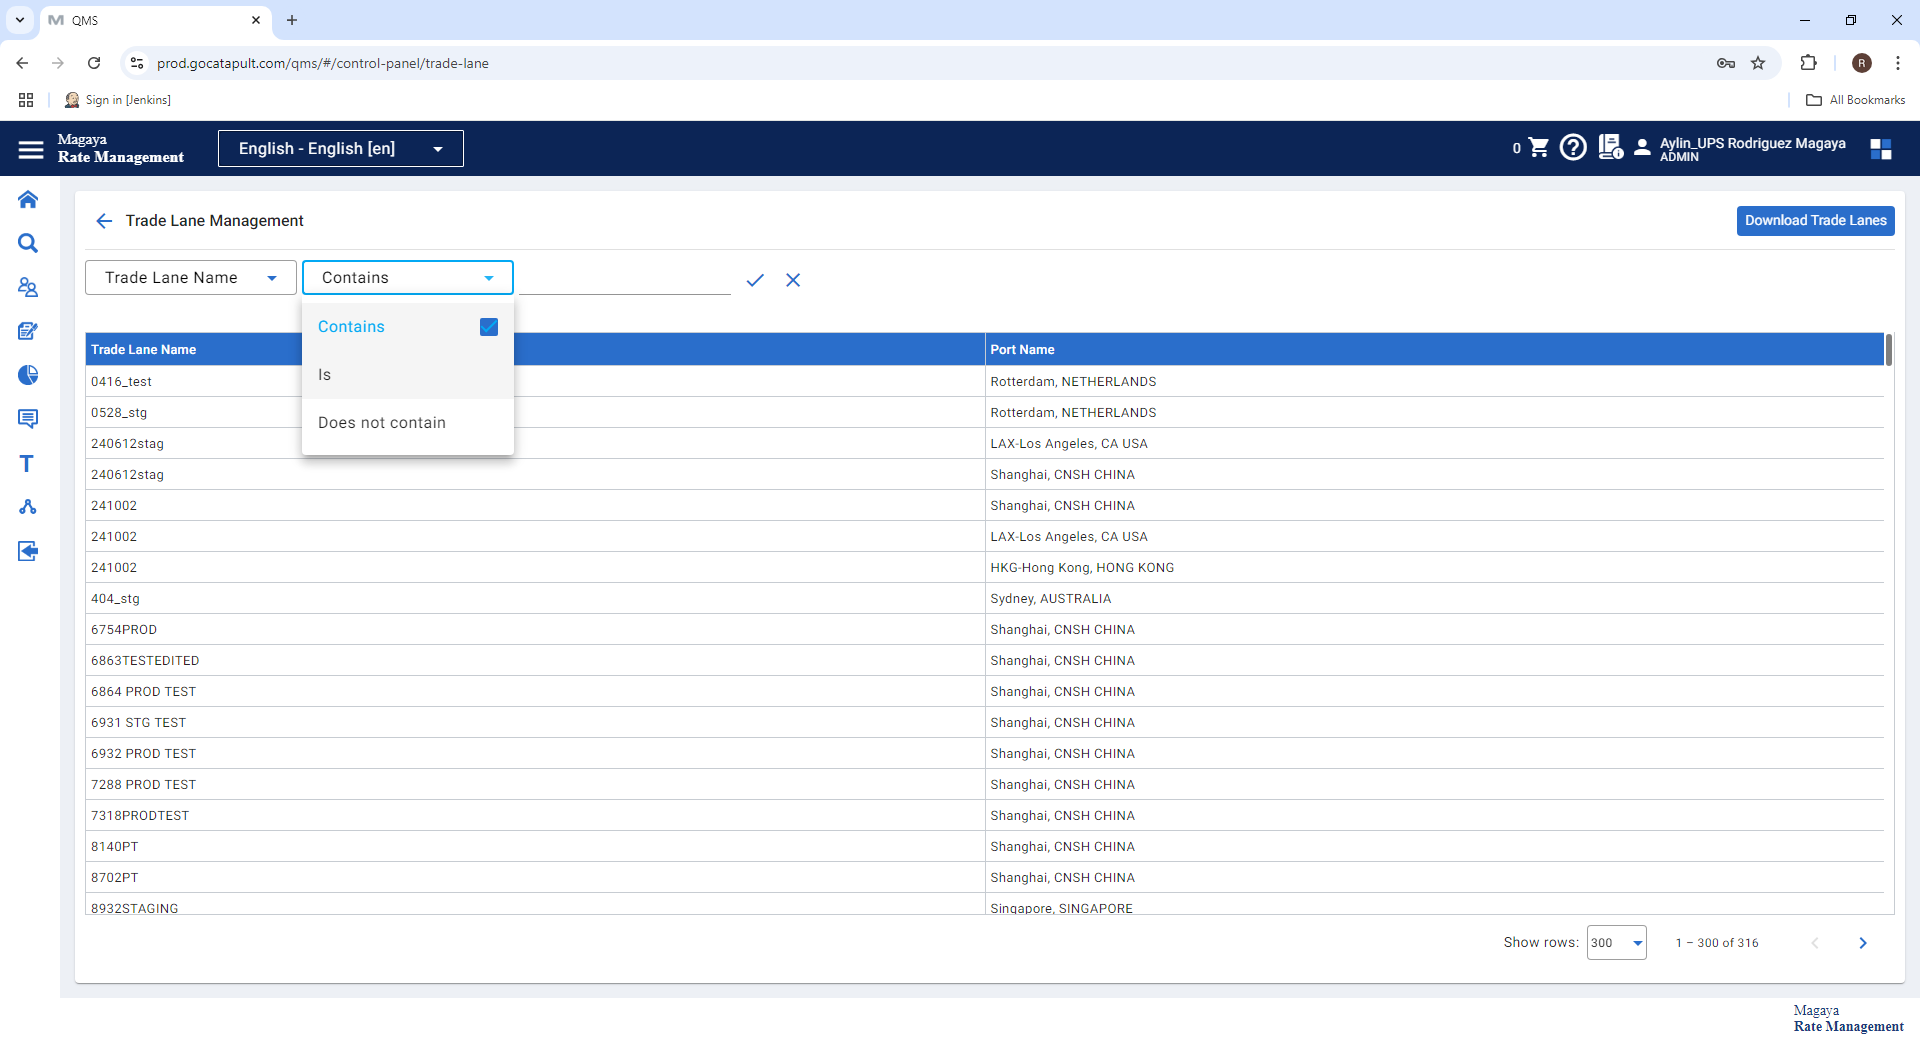 QMS
prod.gocatapult.com/qms/#/control-panel/trade-lane
R
Sign in [Jenkins]
All Bookmarks
Magaya
Rate Management
English - English [en]
0
Aylin_UPS Rodriguez Magaya
ADMIN
Trade Lane Management
Download Trade Lanes
Trade Lane Name
Contains
Contains
Is
Does not contain
Trade Lane Name Port Name
0416_test Rotterdam, NETHERLANDS
0528_stg Rotterdam, NETHERLANDS
240612stag LAX-Los Angeles, CA USA
240612stag Shanghai, CNSH CHINA
241002 Shanghai, CNSH CHINA
241002 LAX-Los Angeles, CA USA
241002 HKG-Hong Kong, HONG KONG
404_stg Sydney, AUSTRALIA
6754PROD Shanghai, CNSH CHINA
6863TESTEDITED Shanghai, CNSH CHINA
6864 PROD TEST Shanghai, CNSH CHINA
6931 STG TEST Shanghai, CNSH CHINA
6932 PROD TEST Shanghai, CNSH CHINA
7288 PROD TEST Shanghai, CNSH CHINA
7318PRODTEST Shanghai, CNSH CHINA
8140PT Shanghai, CNSH CHINA
8702PT Shanghai, CNSH CHINA
8932STAGING Singapore, SINGAPORE
Show rows: 300 1 – 300 of 316
Magaya
Rate Management